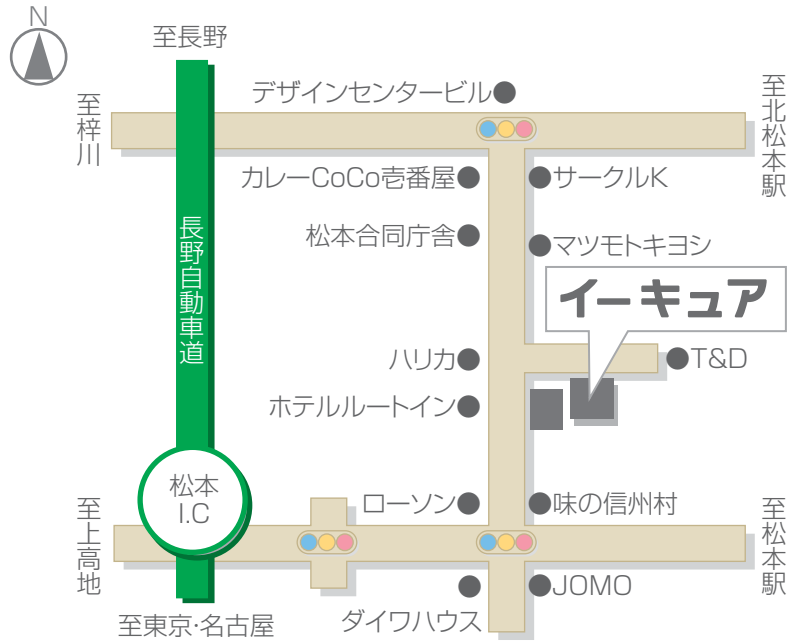 N
至長野
デザインセンタービル
至梓川
至北松本駅
カレーCoCo壱番屋
サークルK
松本合同庁舎
マツモトキヨシ
長野自動車道
イーキュア
ハリカ
T&D
ホテルルートイン
松本
I.C
ローソン
味の信州村
至上高地
至松本駅
JOMO
ダイワハウス
至東京・名古屋